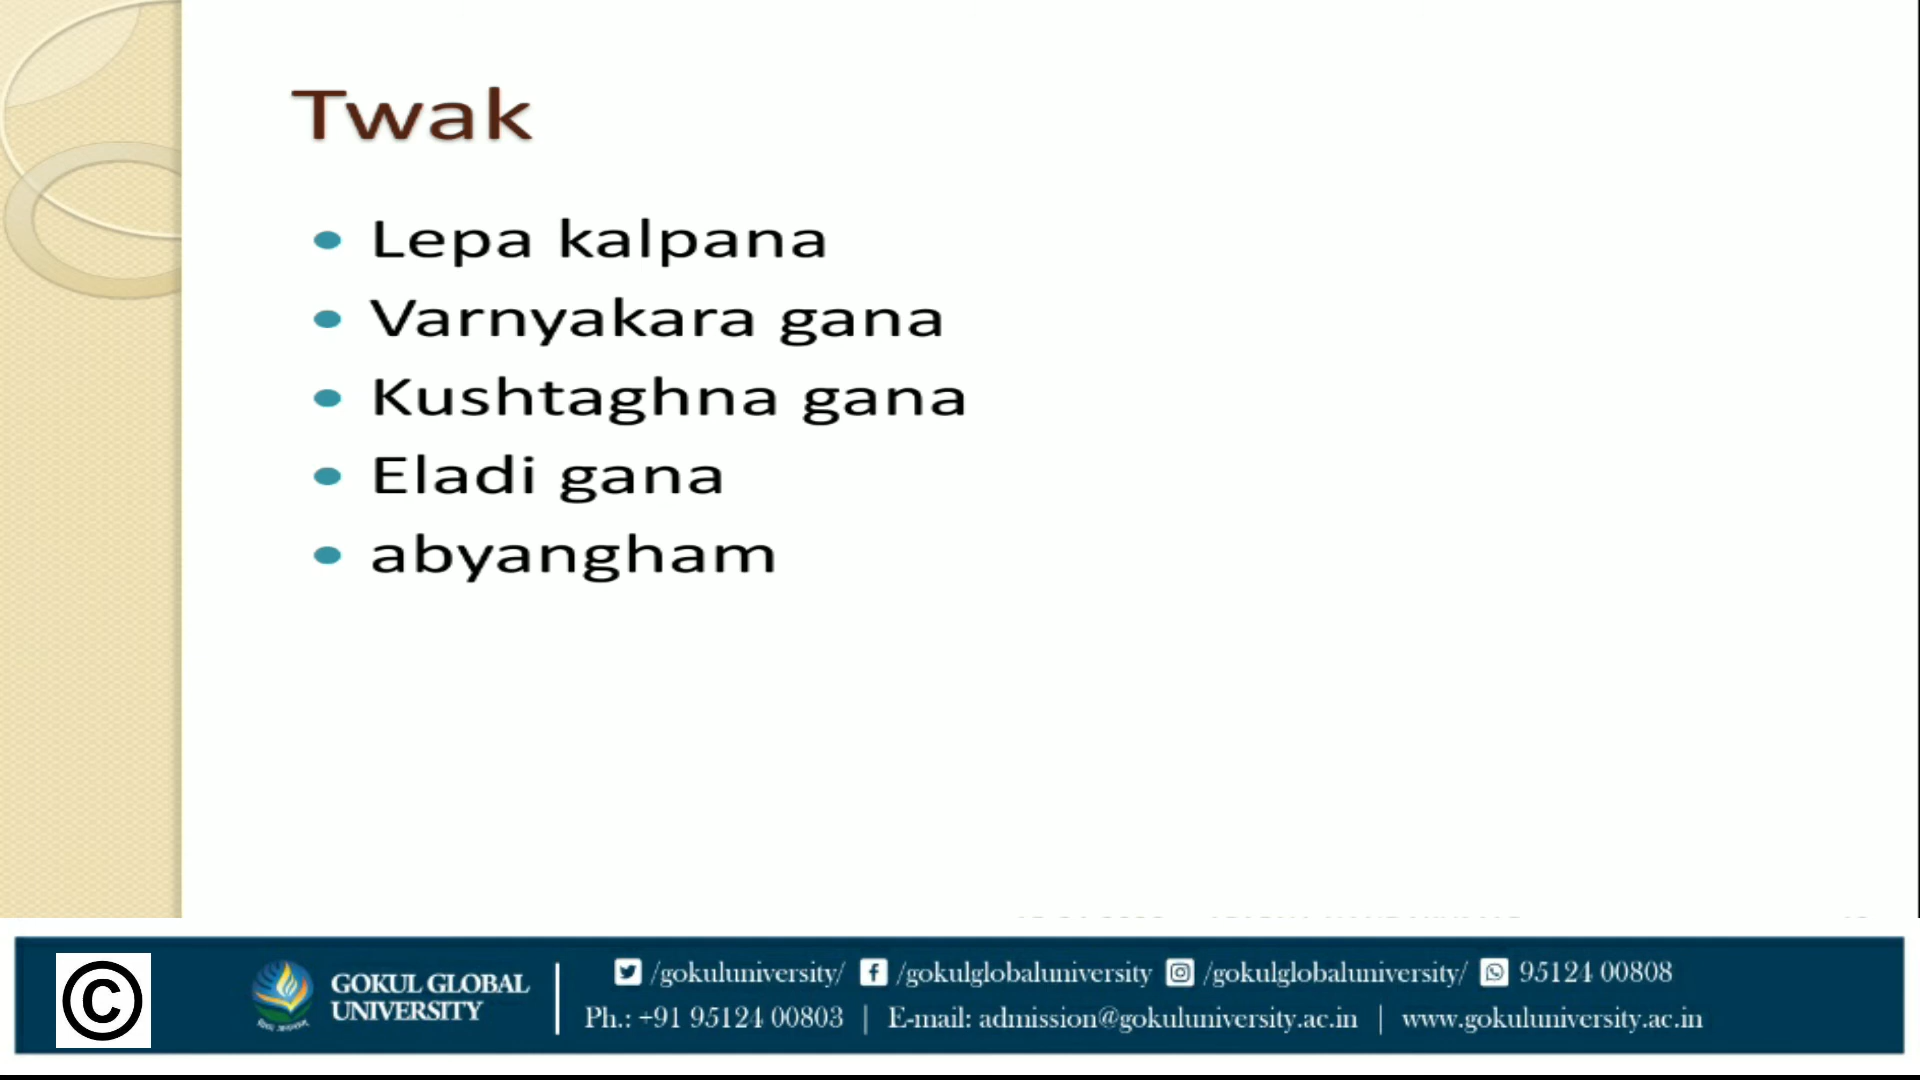 Twak
Lepa kalpana
Varnyakara gana
Kushtaghna gana
Eladi gana
abyangham
©
GOKUL GLOBAL
UNIVERSITY
/gokuluniversity/ /gokulglobaluniversity /gokulglobaluniversity/ 95124 00808
Ph.: +91 95124 00803 | E-mail: admission@gokuluniversity.ac.in | www.gokuluniversity.ac.in